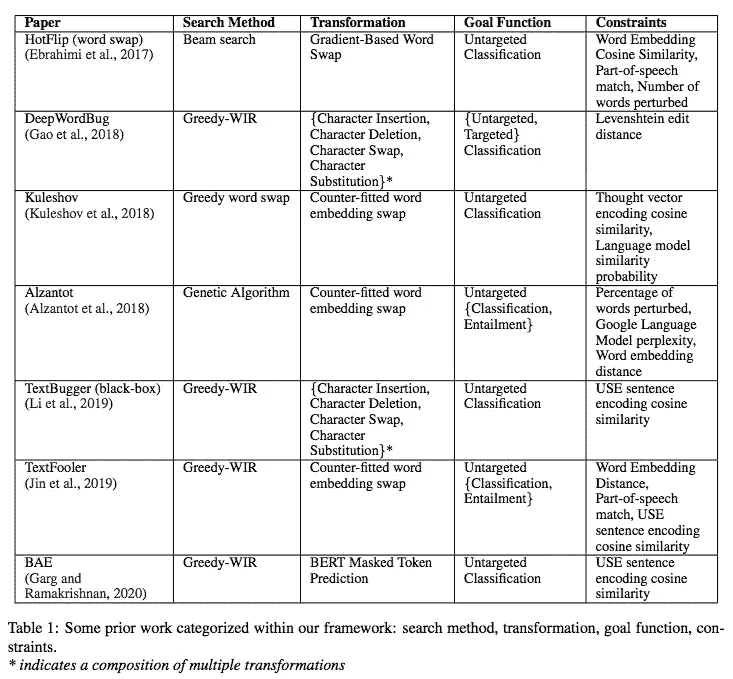 Paper Search Method Transformation Goal Function Constraints
HotFlip (word swap)
(Ebrahimi et al., 2017)
Beam search
Gradient-Based Word
Swap
Untargeted
Classification
Word Embedding
Cosine Similarity,
Part-of-speech
match, Number of
words perturbed
DeepWordBug
(Gao et al., 2018)
Greedy-WIR
{Character Insertion,
Character Deletion,
Character Swap,
Character
Substitution}*
{Untargeted,
Targeted}
Classification
Levenshtein edit
distance
Kuleshov
(Kuleshov et al., 2018)
Greedy word swap
Counter-fitted word
embedding swap
Untargeted
Classification
Thought vector
encoding cosine
similarity,
Language model
similarity
probability
Alzantot
(Alzantot et al., 2018)
Genetic Algorithm
Counter-fitted word
embedding swap
Untargeted
{Classification,
Entailment}
Percentage of
words perturbed,
Google Language
Model perplexity,
Word embedding
distance
TextBugger (black-box)
(Li et al., 2019)
Greedy-WIR
{Character Insertion,
Character Deletion,
Character Swap,
Character
Substitution}*
Untargeted
Classification
USE sentence
encoding cosine
similarity
TextFooler
(Jin et al., 2019)
Greedy-WIR
Counter-fitted word
embedding swap
Untargeted
{Classification,
Entailment}
Word Embedding
Distance,
Part-of-speech
match, USE
sentence encoding
cosine similarity
BAE
(Garg and
Ramakrishnan, 2020)
Greedy-WIR
BERT Masked Token
Prediction
Untargeted
Classification
USE sentence
encoding cosine
similarity
Table 1: Some prior work categorized within our framework: search method, transformation, goal function, con-
straints.
* indicates a composition of multiple transformations